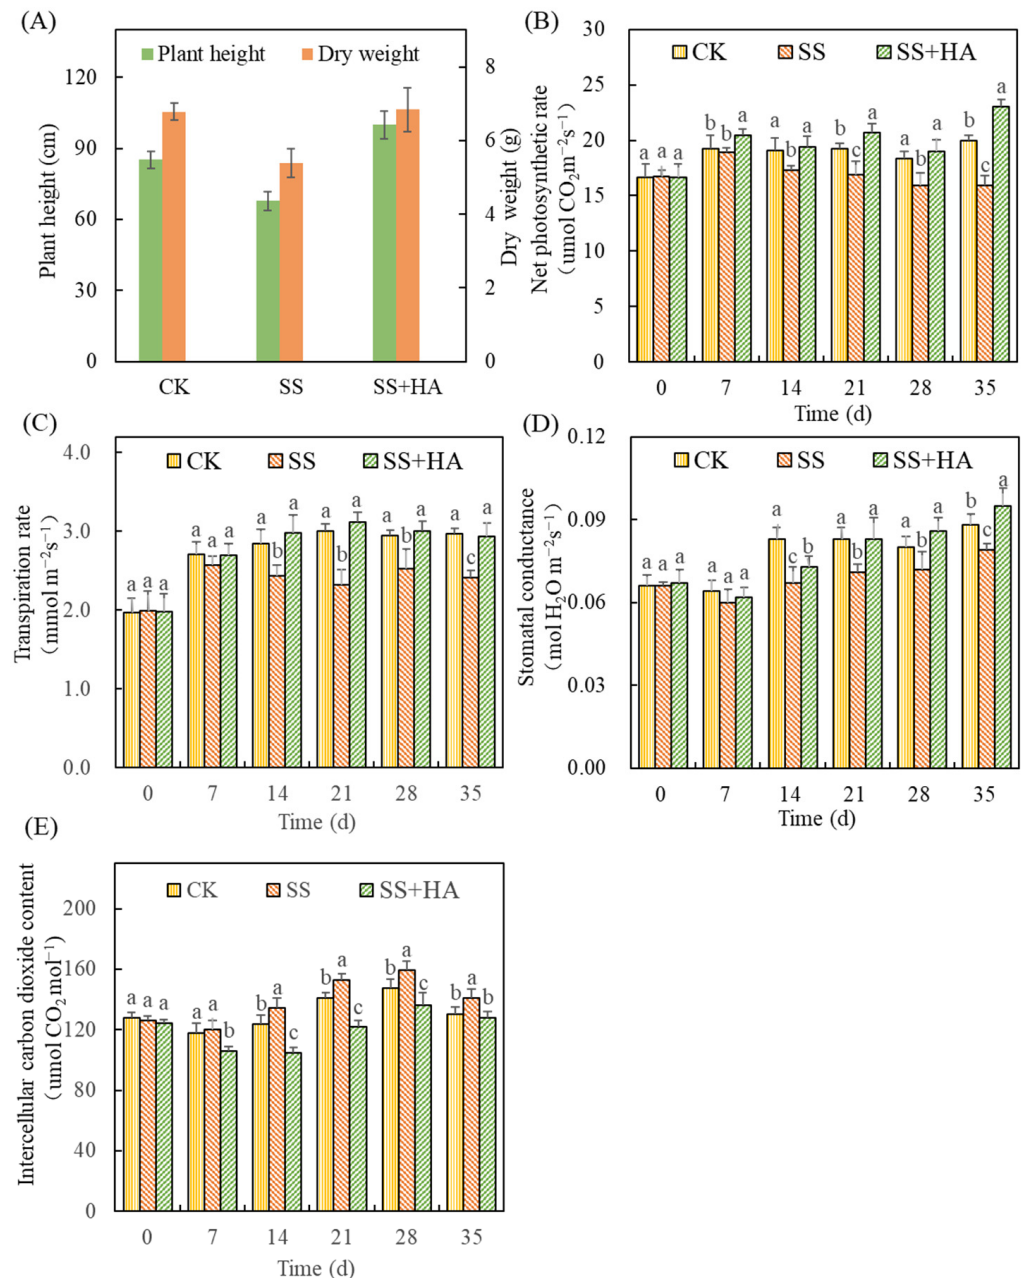 (A)
Plant height Dry weight
Plant height (cm)
120
90
60
30
0
Dry weight (g)
8
6
4
2
0
CK SS SS+HA
(B)
CK SS SS+HA
Net photosynthetic rate
(umol CO₂m⁻²s⁻¹)
30
25
20
15
10
5
0
a a a b b a a b a b c a a b a b c a
0 7 14 21 28 35
Time (d)
(C)
CK SS SS+HA
Transpiration rate
(mmol m⁻²s⁻¹)
4.0
3.0
2.0
1.0
0.0
a a a a a a a b a a b a a b a a c a
0 7 14 21 28 35
Time (d)
(D)
CK SS SS+HA
Stomatal conductance
(mol H₂O m⁻²s⁻¹)
0.12
0.09
0.06
0.03
0.00
a a a a a a a c b a b a a b a b c a
0 7 14 21 28 35
Time (d)
(E)
CK SS SS+HA
Intercellular carbon dioxide content
(umol CO₂ mol⁻¹)
200
160
120
80
40
0
a a a a a b b a c b a c b a c b a b
0 7 14 21 28 35
Time (d)